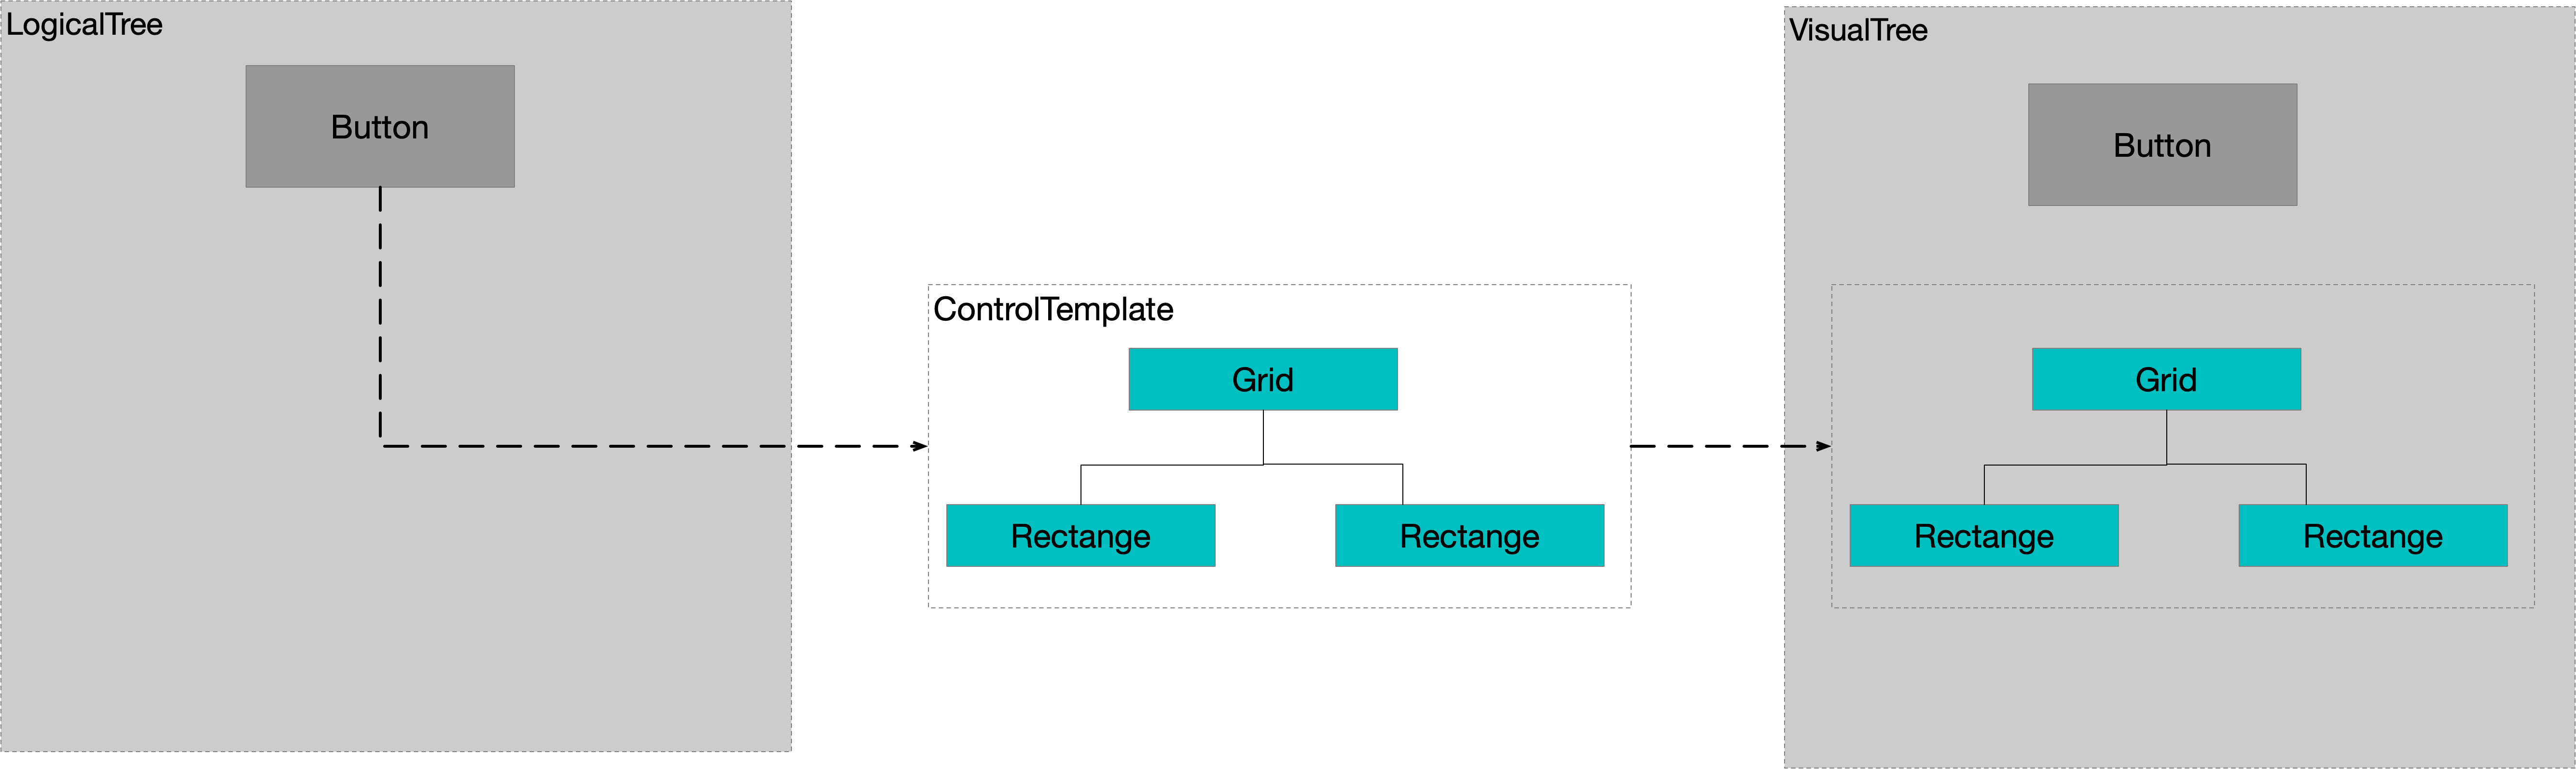 LogicalTree
Button
ControlTemplate
Grid
Rectange
Rectange
VisualTree
Button
Grid
Rectange
Rectange